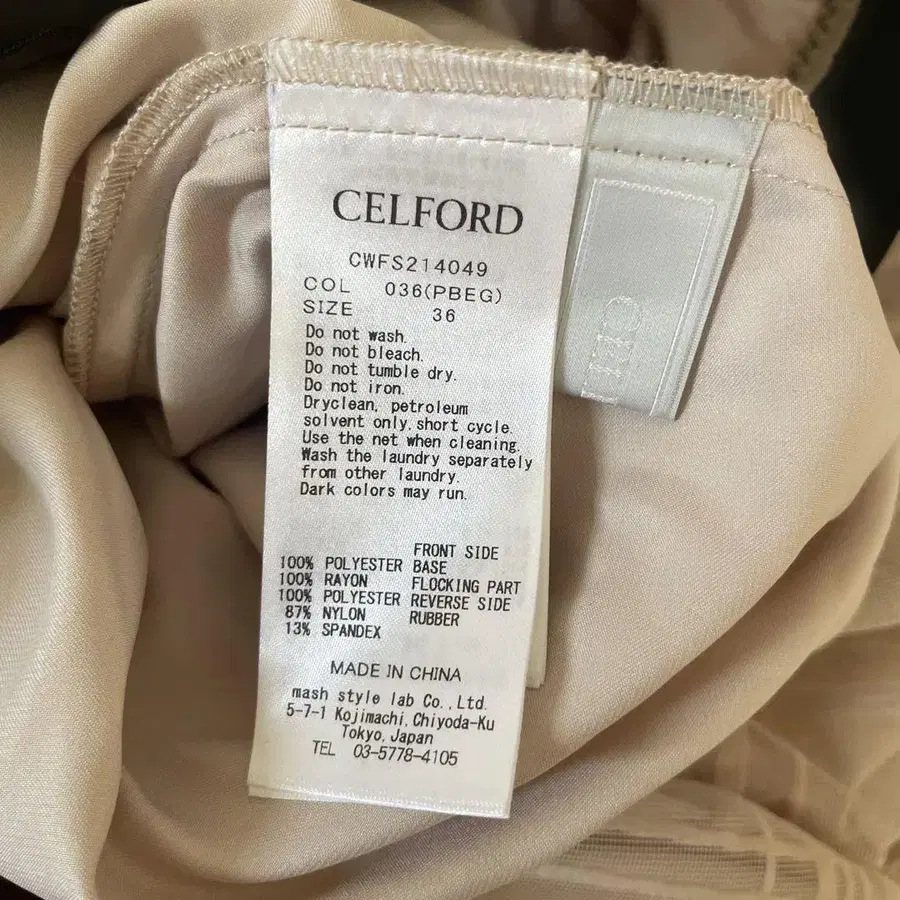 CELFORD
CWFS214049
COL 036(PBEG)
SIZE 36
Do not wash.
Do not bleach.
Do not tumble dry.
Do not iron.
Dryclean, petroleum
solvent only, short cycle.
Use the net when cleaning.
Wash the laundry separately
from other laundry.
Dark colors may run.
FRONT SIDE
100% POLYESTER BASE
100% RAYON FLOCKING PART
100% POLYESTER REVERSE SIDE
87% NYLON RUBBER
13% SPANDEX
MADE IN CHINA
mash style lab Co., Ltd.
5-7-1 Kojimachi, Chiyoda-Ku
Tokyo, Japan
TEL 03-5778-4105